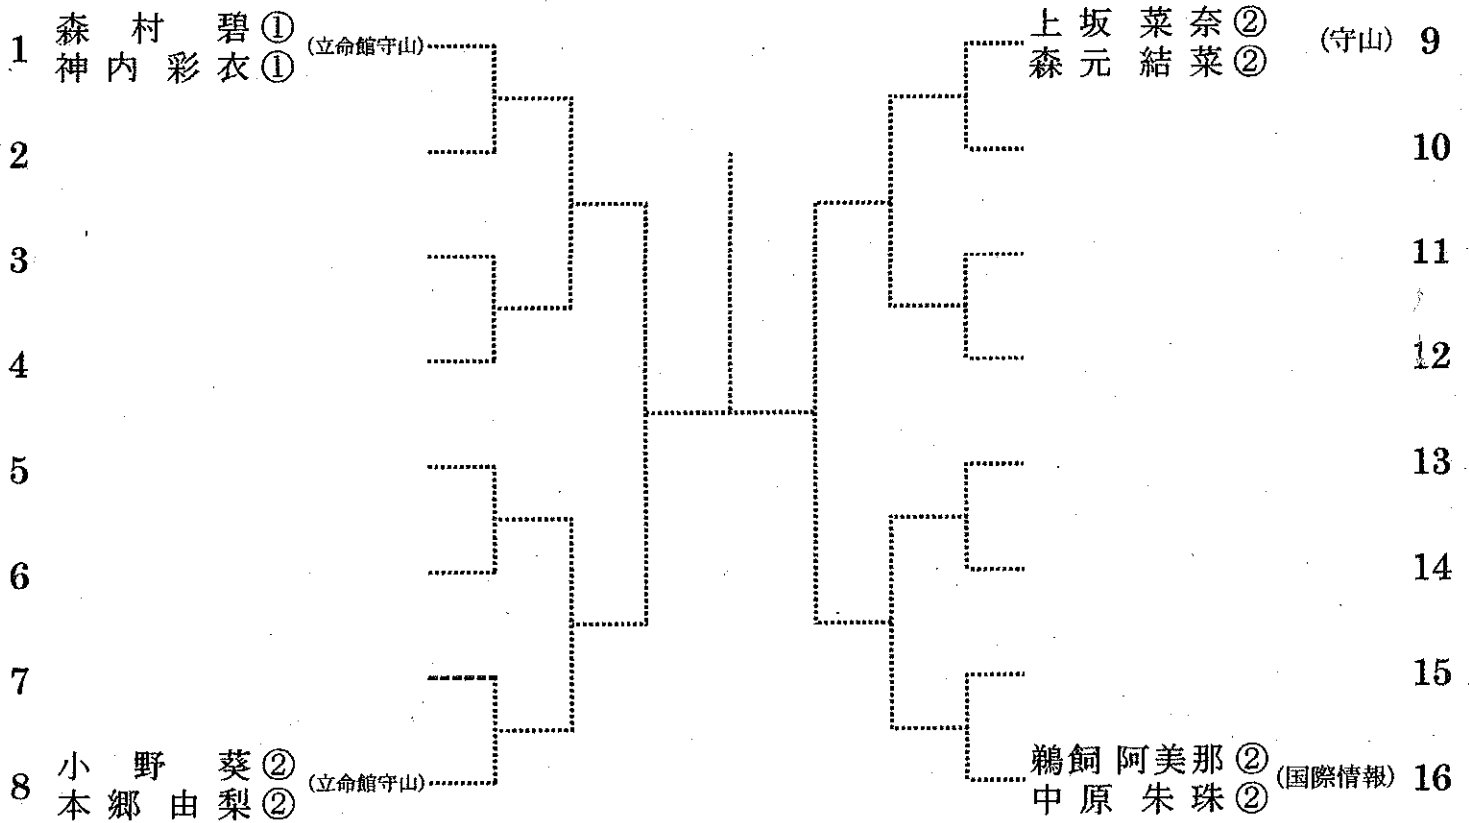 1 森村 碧① (立命館守山)
神内彩衣①
2
3
4
5
6
7
8 小野 葵② (立命館守山)
本郷由梨②
上坂菜奈② (守山) 9
森元結菜②
10
11
12
13
14
15
鵜飼阿美那② (国際情報) 16
中原朱珠②